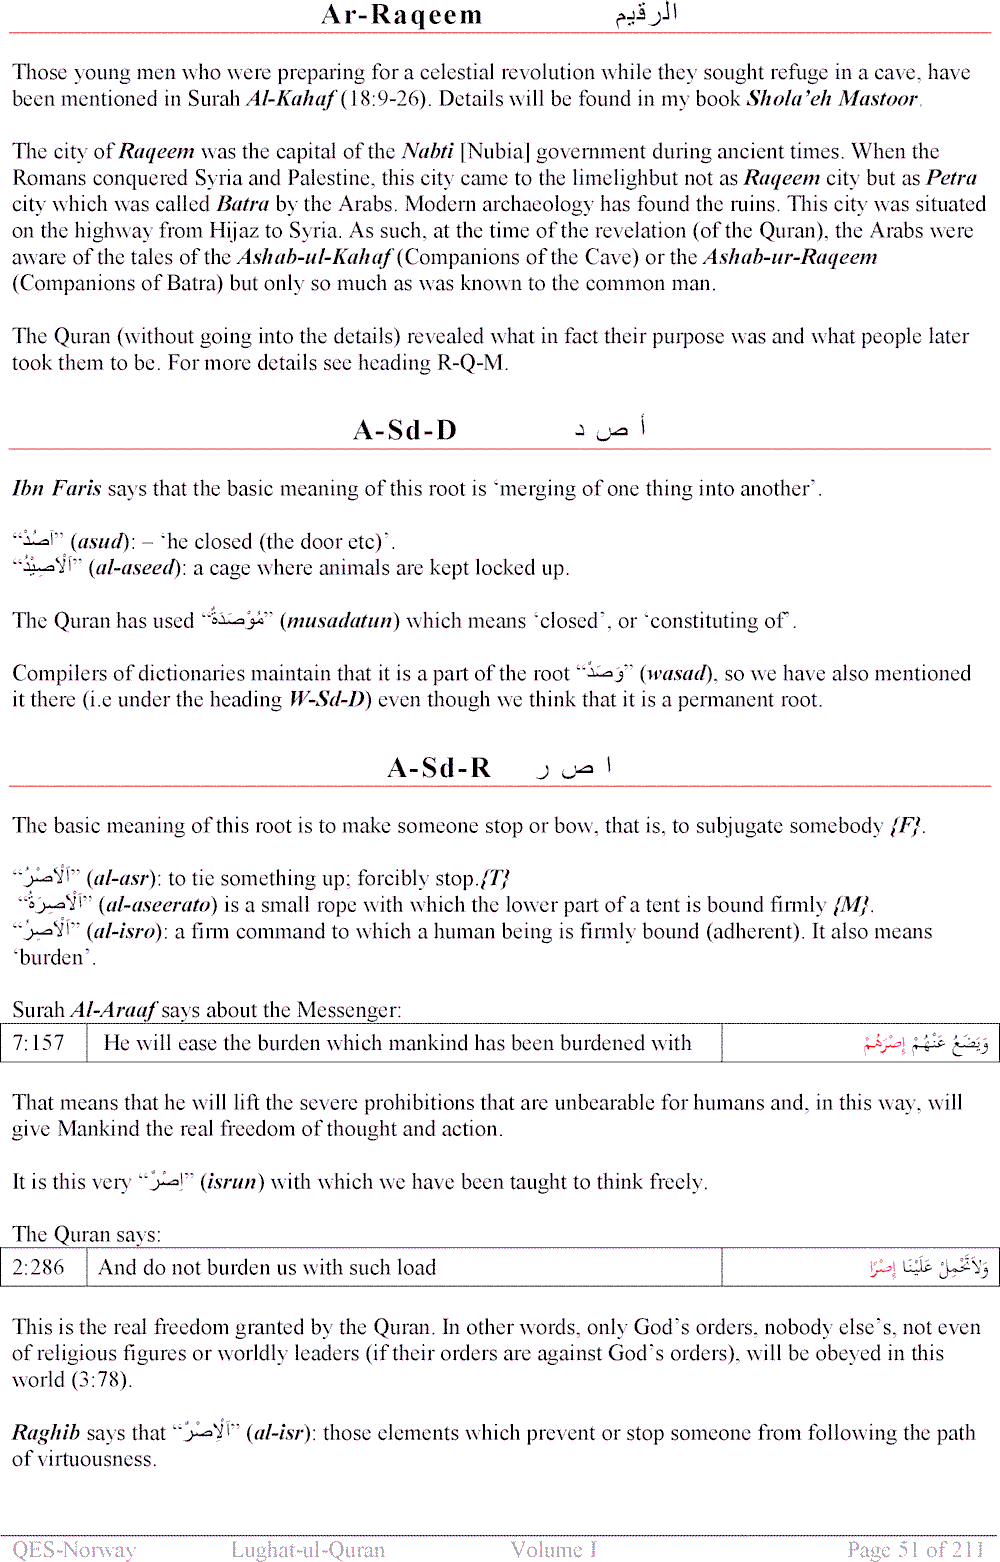 Ar-Raqeem الرقيم
Those young men who were preparing for a celestial revolution while they sought refuge in a cave, have
been mentioned in Surah Al-Kahaf (18:9-26). Details will be found in my book Shola'eh Mastoor.
The city of Raqeem was the capital of the Nabti [Nubia] government during ancient times. When the
Romans conquered Syria and Palestine, this city came to the limelighbut not as Raqeem city but as Petra
city which was called Batra by the Arabs. Modern archaeology has found the ruins. This city was situated
on the highway from Hijaz to Syria. As such, at the time of the revelation (of the Quran), the Arabs were
aware of the tales of the Ashab-ul-Kahaf (Companions of the Cave) or the Ashab-ur-Raqeem
(Companions of Batra) but only so much as was known to the common man.
The Quran (without going into the details) revealed what in fact their purpose was and what people later
took them to be. For more details see heading R-Q-M.
A-Sd-D أ ص د
Ibn Faris says that the basic meaning of this root is ‘merging of one thing into another’.
“اَصُدْ” (asud): – ‘he closed (the door etc)’.
“اَلْاَصِيْدُ” (al-aseed): a cage where animals are kept locked up.
The Quran has used “مُوْصَدَةٌ” (musadatun) which means ‘closed’, or ‘constituting of’.
Compilers of dictionaries maintain that it is a part of the root “وَصَدٌ” (wasad), so we have also mentioned
it there (i.e under the heading W-Sd-D) even though we think that it is a permanent root.
A-Sd-R ا ص ر
The basic meaning of this root is to make someone stop or bow, that is, to subjugate somebody {F}.
“اَلْاَصْرُ” (al-asr): to tie something up; forcibly stop.{T}
“اَلْاَصِرَةُ” (al-aseerato) is a small rope with which the lower part of a tent is bound firmly {M}.
“اَلْاَصِرُ” (al-isro): a firm command to which a human being is firmly bound (adherent). It also means
‘burden’.
Surah Al-Araaf says about the Messenger:
7:157 He will ease the burden which mankind has been burdened with وَيَضَعُ عَنْهُمْ إِصْرَهُمْ
That means that he will lift the severe prohibitions that are unbearable for humans and, in this way, will
give Mankind the real freedom of thought and action.
It is this very “اِصْرٌ” (isrun) with which we have been taught to think freely.
The Quran says:
2:286 And do not burden us with such load وَلاَتَحْمِلْ عَلَيْنَا إِصْرًا
This is the real freedom granted by the Quran. In other words, only God’s orders, nobody else’s, not even
of religious figures or worldly leaders (if their orders are against God’s orders), will be obeyed in this
world (3:78).
Raghib says that “اَلْاِصْرٌ” (al-isr): those elements which prevent or stop someone from following the path
of virtuousness.
QES-Norway Lughat-ul-Quran Volume I Page 51 of 211